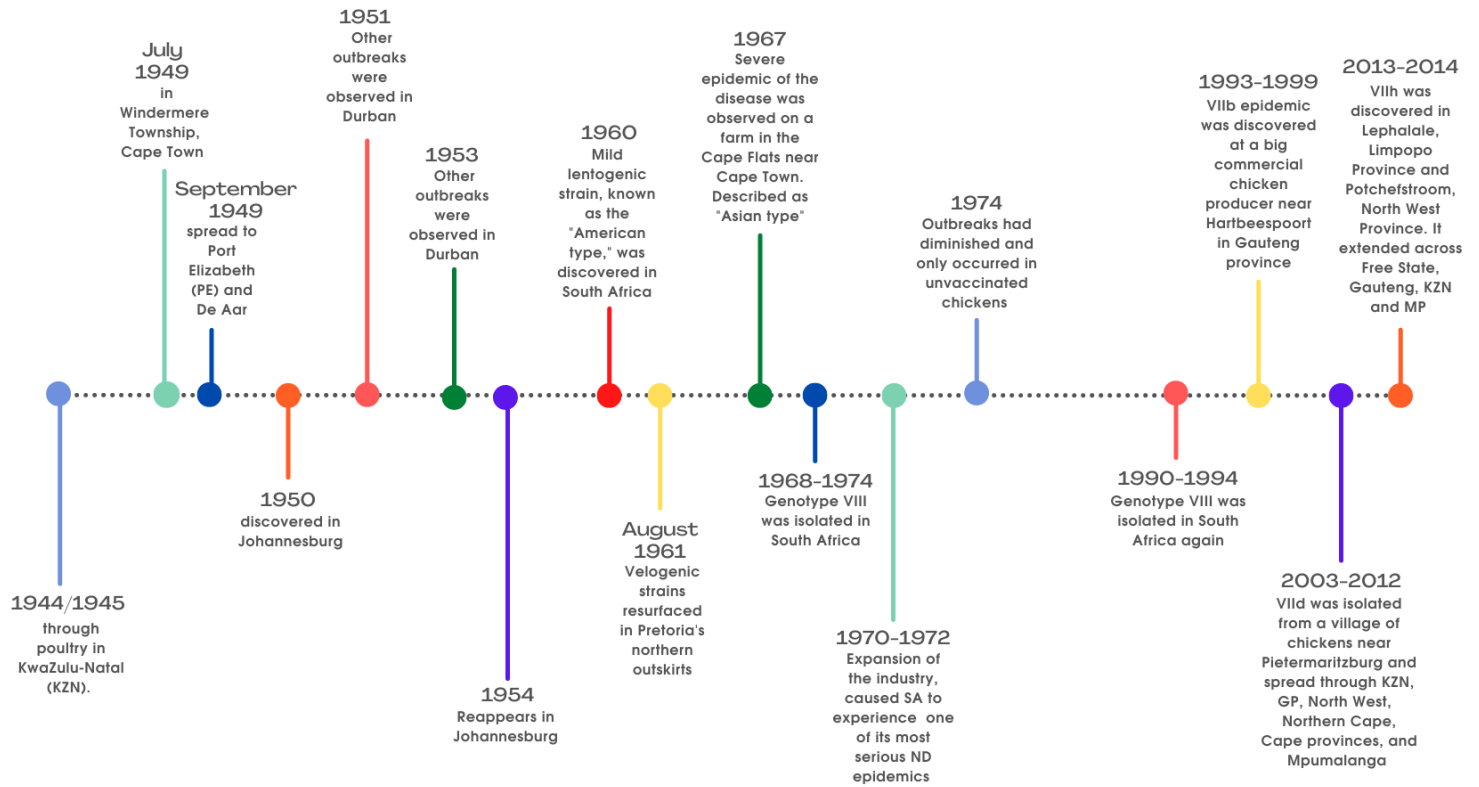 1944/1945
through
poultry in
KwaZulu-Natal
(KZN).
July
1949
in
Windermere
Township,
Cape Town
September
1949
spread to
Port
Elizabeth
(PE) and
De Aar
1950
discovered in
Johannesburg
1951
Other
outbreaks
were
observed in
Durban
1953
Other
outbreaks
were
observed in
Durban
1954
Reappears in
Johannesburg
1960
Mild
lentogenic
strain, known
as the
"American
type," was
discovered in
South Africa
August
1961
Velogenic
strains
resurfaced
in Pretoria's
northern
outskirts
1967
Severe
epidemic of the
disease was
observed on a
farm in the
Cape Flats near
Cape Town.
Described as
"Asian type"
1968-1974
Genotype VIII
was isolated in
South Africa
1970-1972
Expansion of
the industry,
caused SA to
experience one
of its most
serious ND
epidemics
1974
Outbreaks had
diminished and
only occurred in
unvaccinated
chickens
1990-1994
Genotype VIII was
isolated in South
Africa again
1993-1999
VIIb epidemic
was discovered
at a big
commercial
chicken
producer near
Hartbeespoort
in Gauteng
province
2003-2012
VIId was isolated
from a village of
chickens near
Pietermaritzburg and
spread through KZN,
GP, North West,
Northern Cape,
Cape provinces, and
Mpumalanga
2013-2014
VIIh was
discovered in
Lephalale,
Limpopo
Province and
Potchefstroom,
North West
Province. It
extended across
Free State,
Gauteng, KZN
and MP